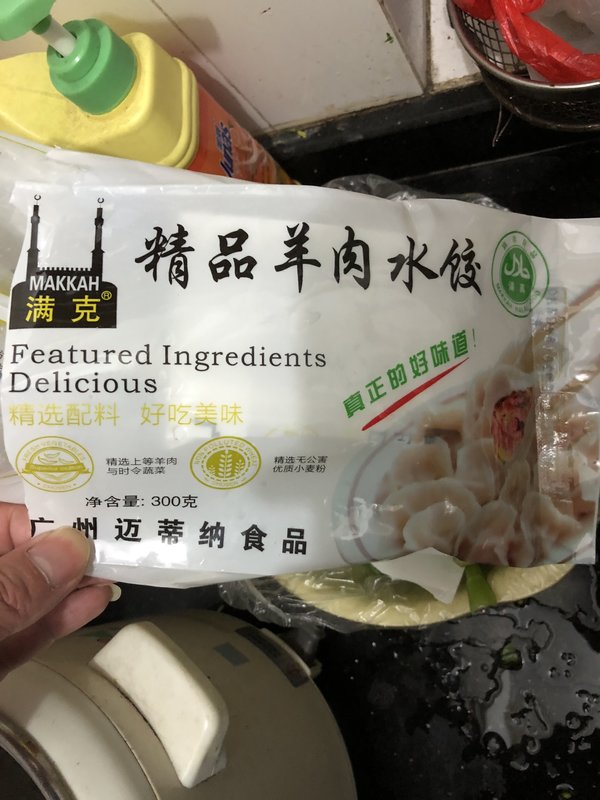 精品羊肉水饺
MAKKAH
满克®
清真
Featured Ingredients
Delicious
真正的好味道!
精选配料 好吃美味
精选上等羊肉
与时令蔬菜
精选无公害
优质小麦粉
净含量: 300克
广州迈蒂纳食品